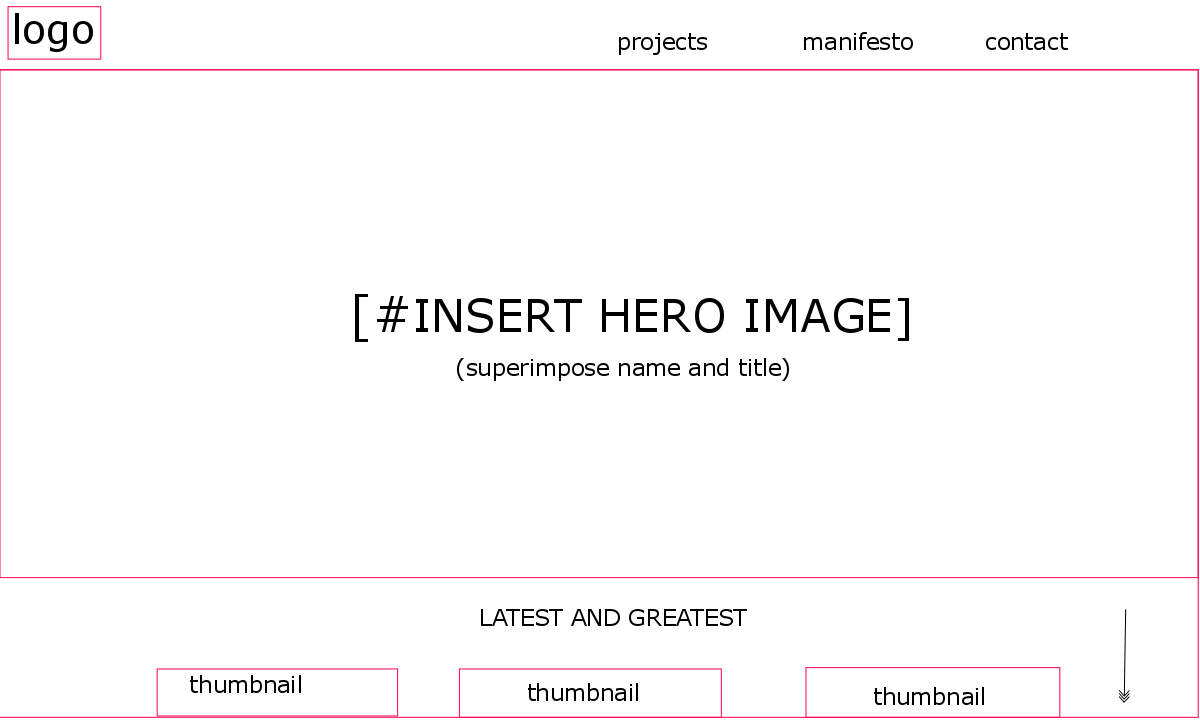 logo
projects manifesto contact
[#INSERT HERO IMAGE]
(superimpose name and title)
LATEST AND GREATEST
thumbnail thumbnail thumbnail